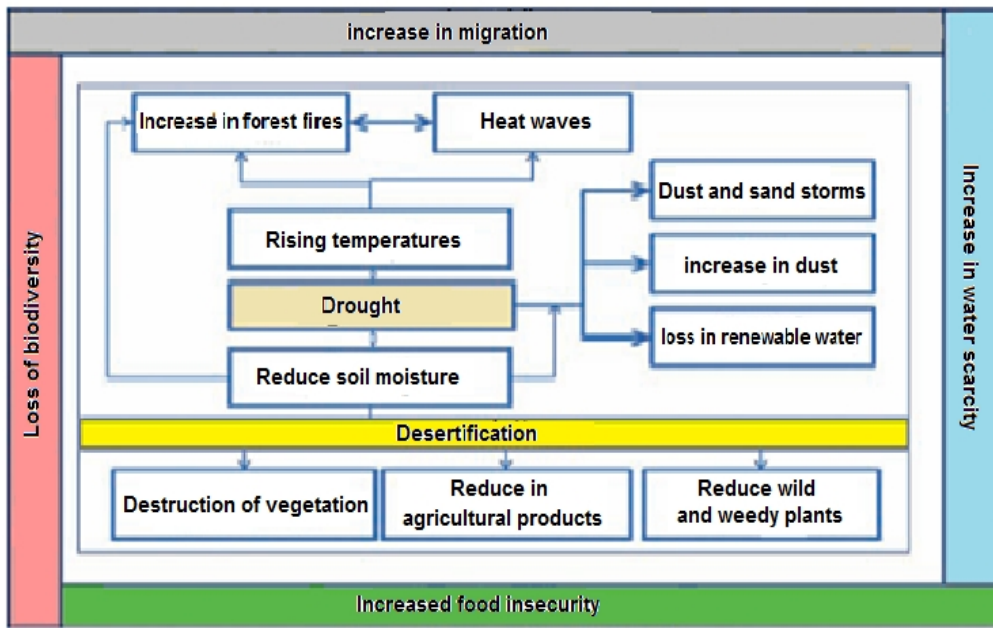 increase in migration
Loss of biodiversity
Increase in water scarcity
Increase in forest fires
Heat waves
Dust and sand storms
Rising temperatures
increase in dust
Drought
loss in renewable water
Reduce soil moisture
Desertification
Destruction of vegetation
Reduce in
agricultural products
Reduce wild
and weedy plants
Increased food insecurity